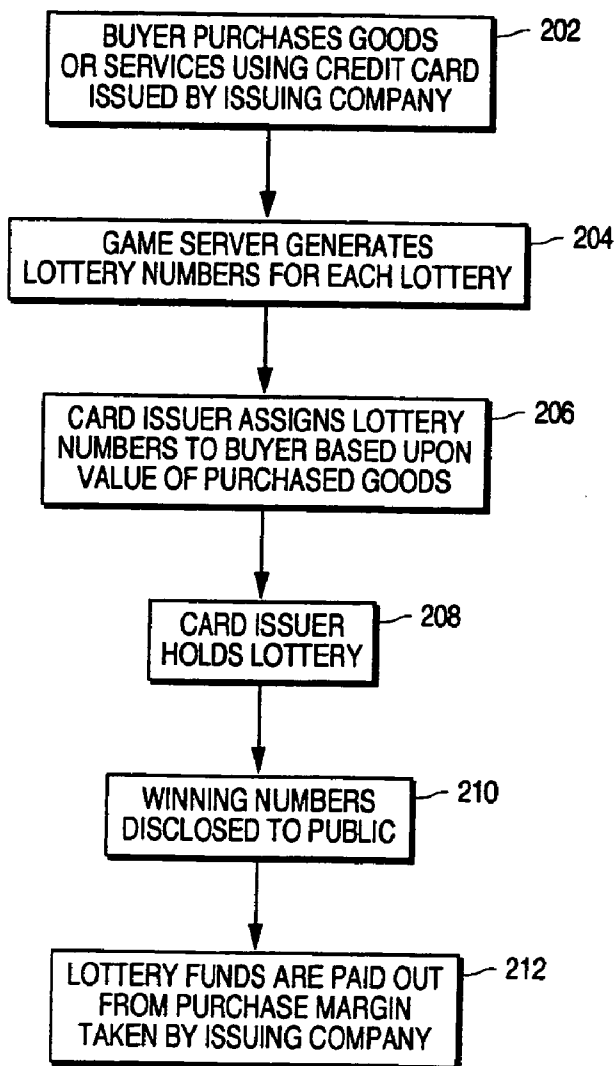 BUYER PURCHASES GOODS
OR SERVICES USING CREDIT CARD
ISSUED BY ISSUING COMPANY
202
GAME SERVER GENERATES
LOTTERY NUMBERS FOR EACH LOTTERY
204
CARD ISSUER ASSIGNS LOTTERY
NUMBERS TO BUYER BASED UPON
VALUE OF PURCHASED GOODS
206
CARD ISSUER
HOLDS LOTTERY
208
WINNING NUMBERS
DISCLOSED TO PUBLIC
210
LOTTERY FUNDS ARE PAID OUT
FROM PURCHASE MARGIN
TAKEN BY ISSUING COMPANY
212